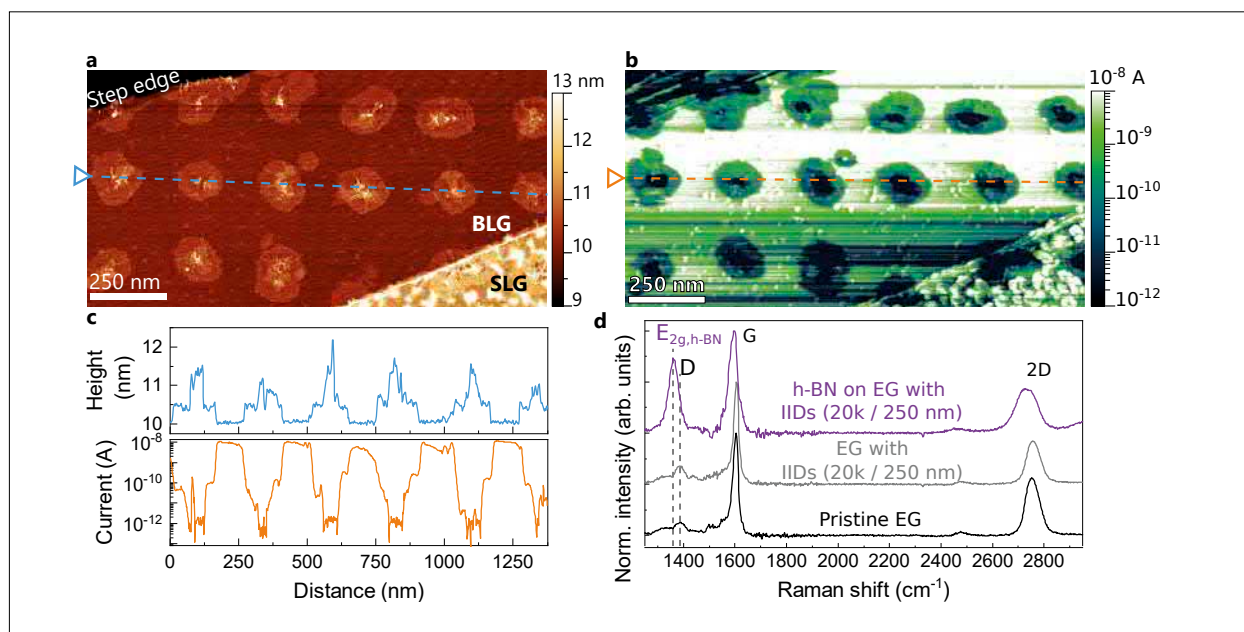 a
Step edge
BLG
SLG
250 nm
13 nm
12
11
10
9
b
250 nm
10⁻⁸ A
10⁻⁹
10⁻¹⁰
10⁻¹¹
10⁻¹²
c
Height
(nm)
12
11
10
Current (A)
10⁻⁸
10⁻¹⁰
10⁻¹²
0 250 500 750 1000 1250
Distance (nm)
d
Norm. intensity (arb. units)
E2g,h-BN
D
G
2D
h-BN on EG with
IIDs (20k / 250 nm)
EG with
IIDs (20k / 250 nm)
Pristine EG
1400 1600 1800 2000 2200 2400 2600 2800
Raman shift (cm⁻¹)